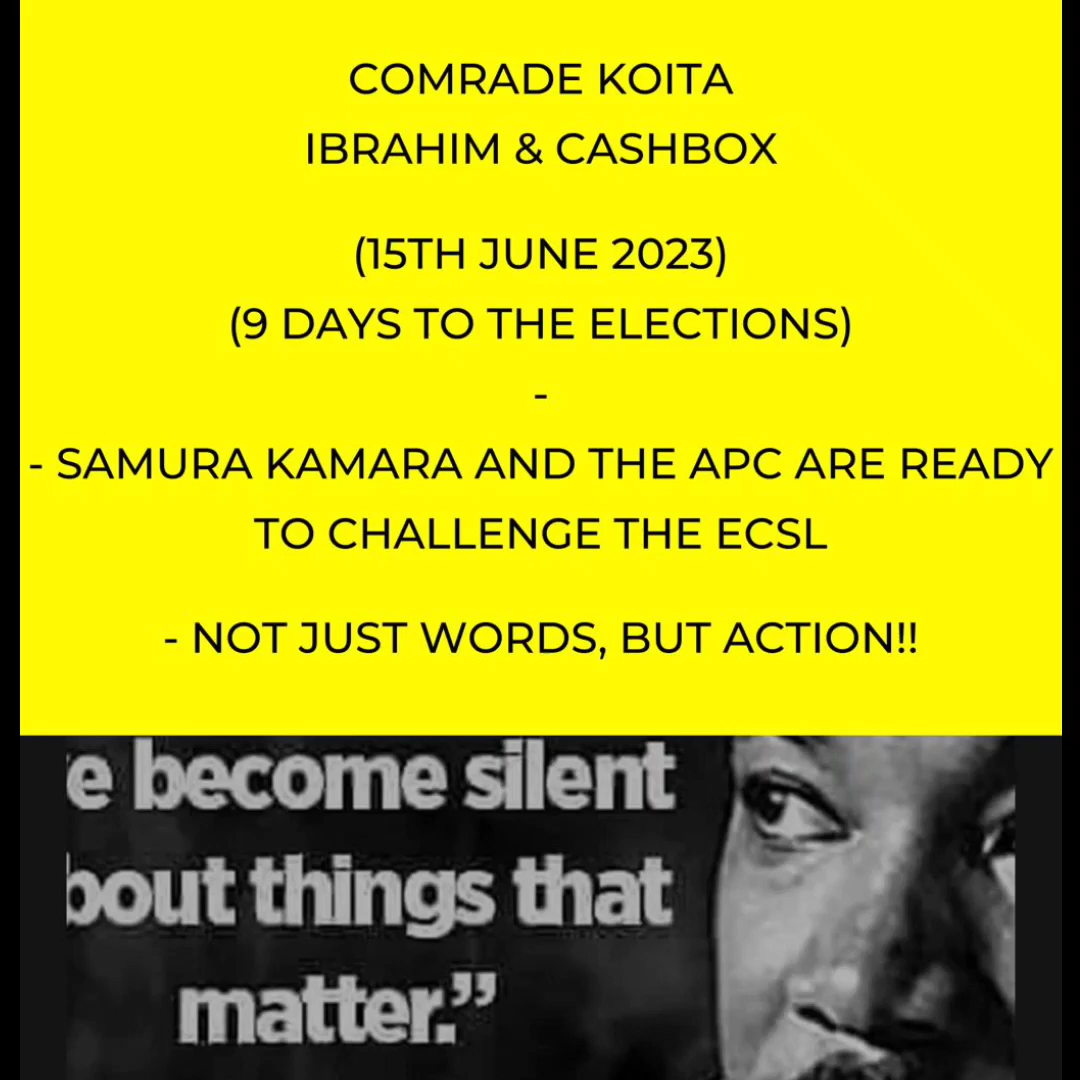 COMRADE KOITA
IBRAHIM & CASHBOX
(15TH JUNE 2023)
(9 DAYS TO THE ELECTIONS)
-
- SAMURA KAMARA AND THE APC ARE READY
TO CHALLENGE THE ECSL
- NOT JUST WORDS, BUT ACTION!!
e become silent
bout things that
matter.”